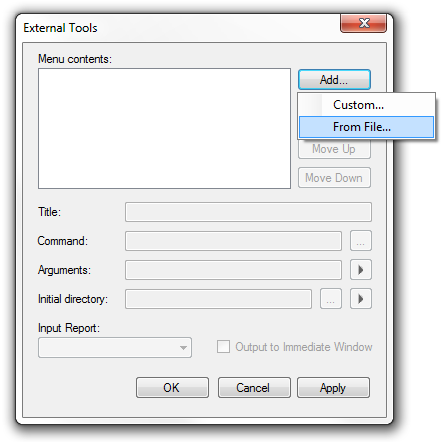 External Tools
Menu contents:
Add...
Custom...
From File...
Move Up
Move Down
Title:
Command:
...
Arguments:
Initial directory:
...
Input Report:
Output to Immediate Window
OK
Cancel
Apply